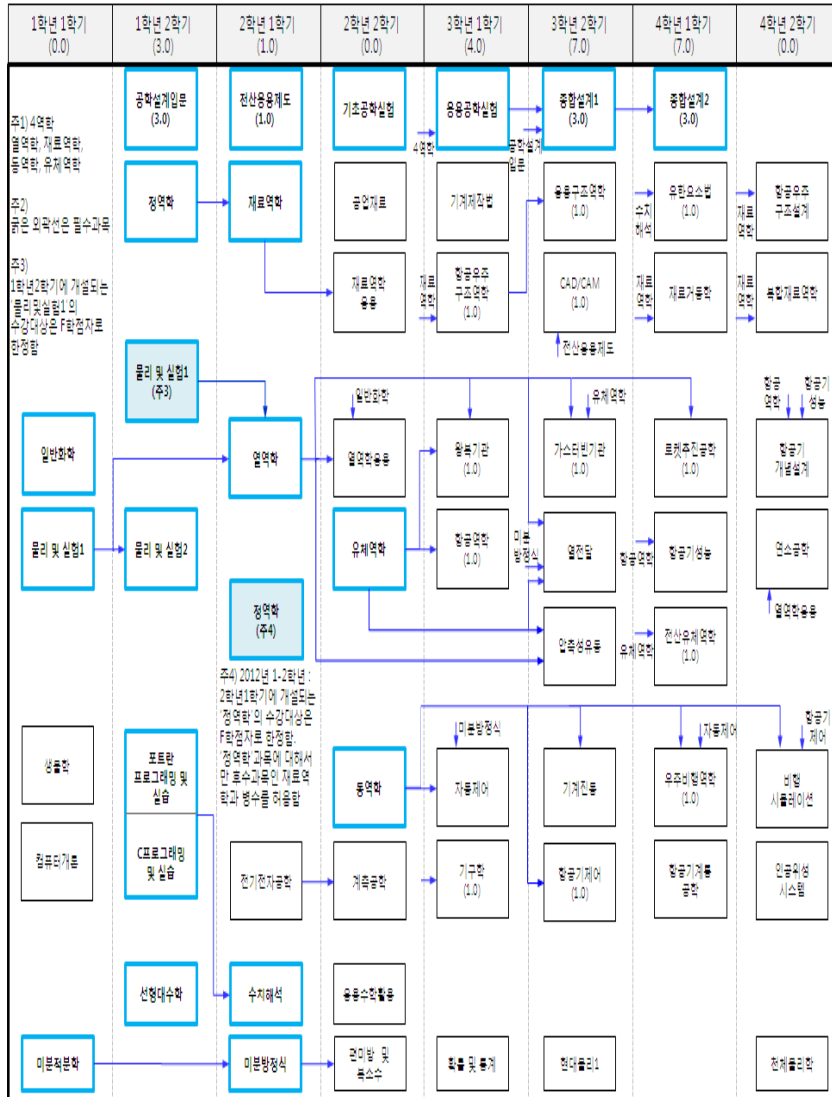 1학년 1학기
(0.0)
1학년 2학기
(3.0)
2학년 1학기
(1.0)
2학년 2학기
(0.0)
3학년 1학기
(4.0)
3학년 2학기
(7.0)
4학년 1학기
(7.0)
4학년 2학기
(0.0)
주1) 4역학
열역학, 재료역학,
동역학, 유체역학
주2)
굵은 외곽선은 필수과목
주3)
1학년2학기에 개설되는
'물리및실험1'의
수강대상은 F학점자로
한정함
공학설계입문
(3.0)
전산응용제도
(1.0)
기초공학실험
4역학
응용공학실험
공학설계
입문
종합설계1
(3.0)
종합설계2
(3.0)
정역학
재료역학
공업재료
기계제작법
응용구조역학
(1.0)
수치
해석
유한요소법
(1.0)
재료
역학
항공우주
구조설계
재료역학
응용
재료
역학
항공우주
구조역학
(1.0)
CAD/CAM
(1.0)
전산응용제도
재료
역학
재료거동학
재료
역학
복합재료역학
물리 및 실험1
(주3)
일반화학
열역학
일반화학
열역학응용
왕복기관
(1.0)
유체역학
가스터빈기관
(1.0)
로켓추진공학
(1.0)
항공
역학
항공기
성능
항공기
개념설계
물리 및 실험1
물리 및 실험2
유체역학
항공역학
(1.0)
미분
방정식
열전달
항공역학
항공기성능
연소공학
열역학응용
정역학
(주4)
압축성유동
유체역학
전산유체역학
(1.0)
주4) 2012년 1-2학년 :
2학년1학기에 개설되는
'정역학'의 수강대상은
F학점자로 한정함.
'정역학'과목에 대해서
만 후수과목인 재료역
학과 병수를 허용함
생물학
포트란
프로그래밍 및
실습
동역학
미분방정식
자동제어
기계진동
자동제어
우주비행역학
(1.0)
항공기
제어
비행
시뮬레이션
컴퓨터개론
C프로그래밍
및 실습
전기전자공학
계측공학
기구학
(1.0)
항공기제어
(1.0)
항공기계통
공학
인공위성
시스템
선형대수학
수치해석
응용수학활용
미분적분학
미분방정식
편미방 및
복소수
확률 및 통계
현대물리1
천체물리학